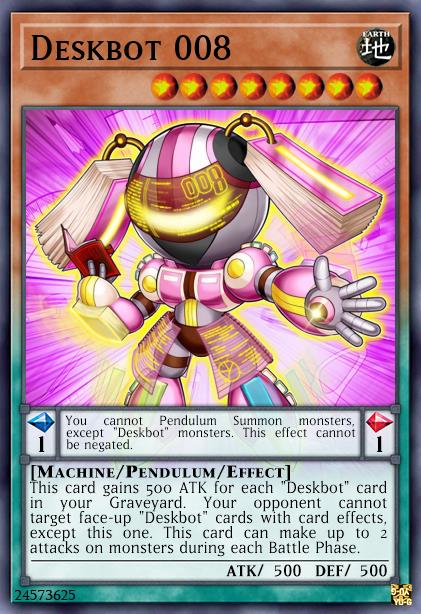 Deskbot 008
EARTH
地
008
You cannot Pendulum Summon monsters,
except "Deskbot" monsters. This effect cannot
be negated.
1
1
[Machine/Pendulum/Effect]
This card gains 500 ATK for each "Deskbot" card
in your Graveyard. Your opponent cannot
target face-up "Deskbot" cards with card effects,
except this one. This card can make up to 2
attacks on monsters during each Battle Phase.
ATK/ 500 DEF/ 500
24573625